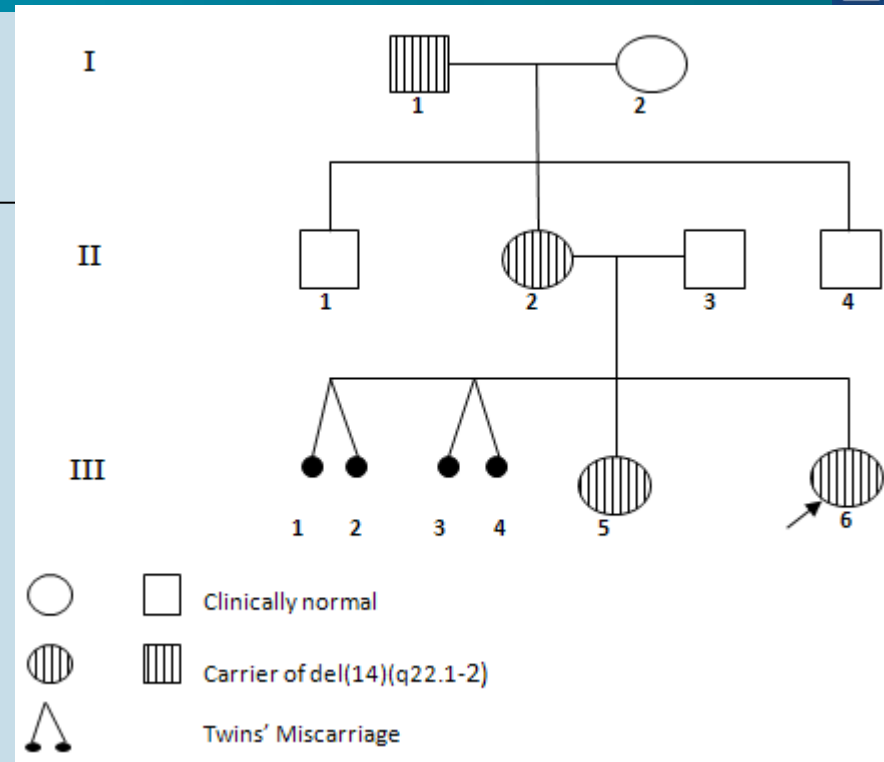 I
1 2
II
1 2 3 4
III
1 2 3 4 5 6
Clinically normal
Carrier of del(14)(q22.1-2)
Twins’ Miscarriage